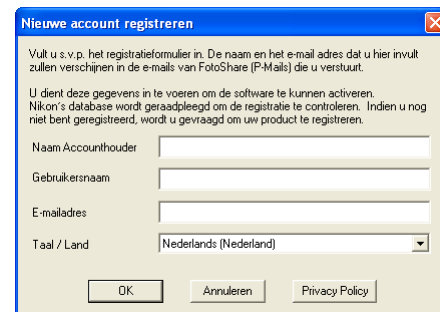 Nieuwe account registreren
Vult u s.v.p. het registratieformulier in. De naam en het e-mail adres dat u hier invult
zullen verschijnen in de e-mails van FotoShare (P-Mails) die u verstuurt.
U dient deze gegevens in te voeren om de software te kunnen activeren.
Nikon's database wordt geraadpleegd om de registratie te controleren. Indien u nog
niet bent geregistreerd, wordt u gevraagd om uw product te registreren.
Naam Accounthouder
Gebruikersnaam
E-mailadres
Taal / Land Nederlands (Nederland)
OK Annuleren Privacy Policy